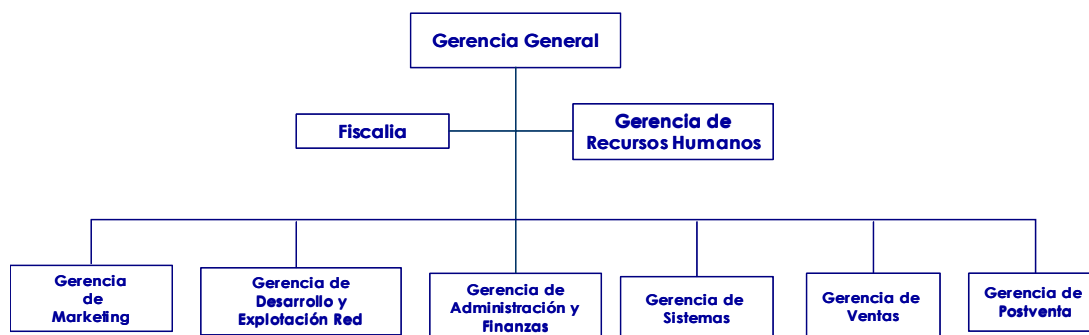 Gerencia General
Fiscalia
Gerencia de
Recursos Humanos
Gerencia
de
Marketing
Gerencia de
Desarrollo y
Explotación Red
Gerencia de
Administración y
Finanzas
Gerencia de
Sistemas
Gerencia de
Ventas
Gerencia de
Postventa